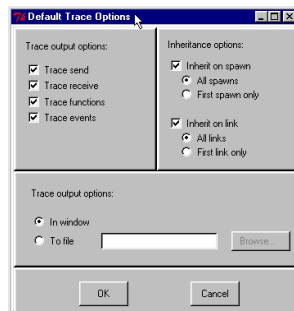 Default Trace Options
Trace output options:
Trace send
Trace receive
Trace functions
Trace events
Inheritance options:
Inherit on spawn
All spawns
First spawn only
Inherit on link
All links
First link only
Trace output options:
In window
To file
Browse...
OK
Cancel